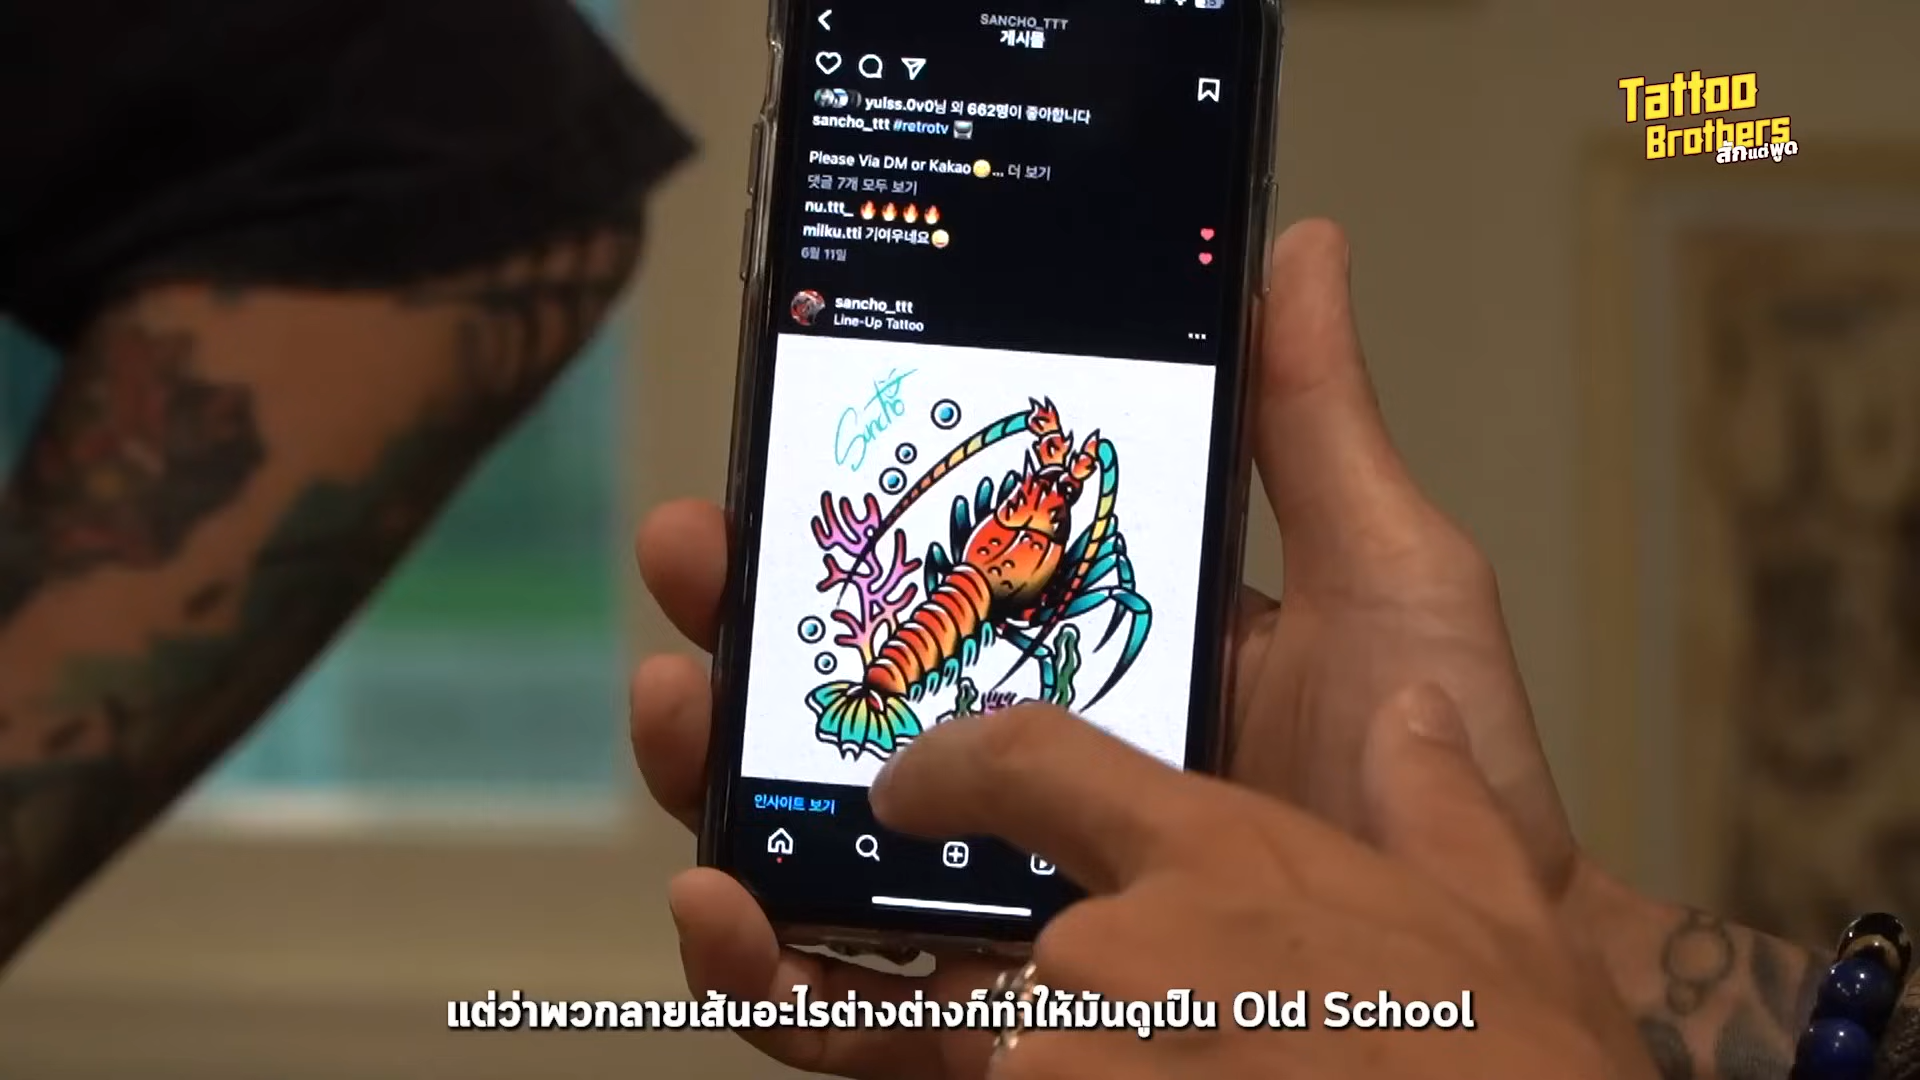 SANCHO_TTT
게시물
yulss.0v0님 외 662명이 좋아합니다
sancho_ttt #retrotv
Please Via DM or Kakao... 더 보기
댓글 7개 모두 보기
nu.ttt_
milku.tti 기여우네요
6월 11일
sancho_ttt
Line-Up Tattoo
Sancho
인사이트 보기
Tattoo
Brothers
สักแต่พูด
แต่ว่าพวกลายเส้นอะไรต่างต่างก็ทำให้มันดูเป็น Old School